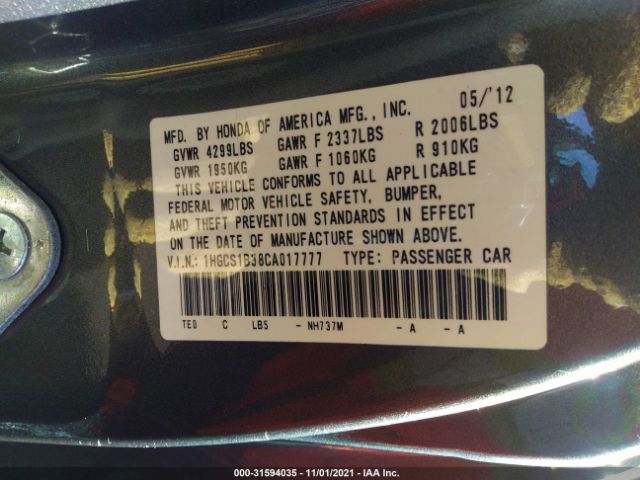 MFD. BY HONDA OF AMERICA MFG., INC. 05/'12
GVWR 4299LBS GAWR F 2337LBS R 2006LBS
GVWR 1950KG GAWR F 1060KG R 910KG
THIS VEHICLE CONFORMS TO ALL APPLICABLE
FEDERAL MOTOR VEHICLE SAFETY, BUMPER,
AND THEFT PREVENTION STANDARDS IN EFFECT
ON THE DATE OF MANUFACTURE SHOWN ABOVE.
V.I.N.: 1HGCS1B38CA017777 TYPE: PASSENGER CAR
TE0 C LBS - NH737M - A - A
000-31594035 - 11/01/2021 - IAA Inc.